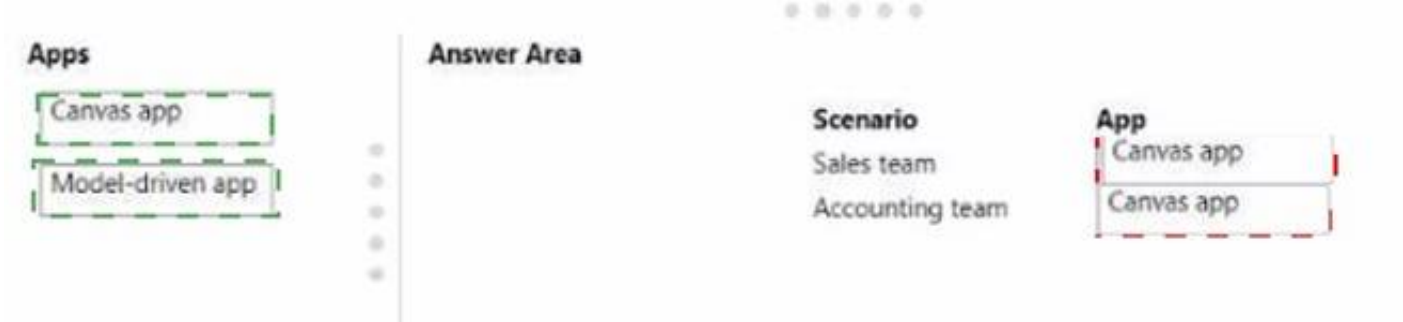 Apps
Canvas app
Model-driven app
Answer Area
Scenario App
Sales team Canvas app
Accounting team Canvas app